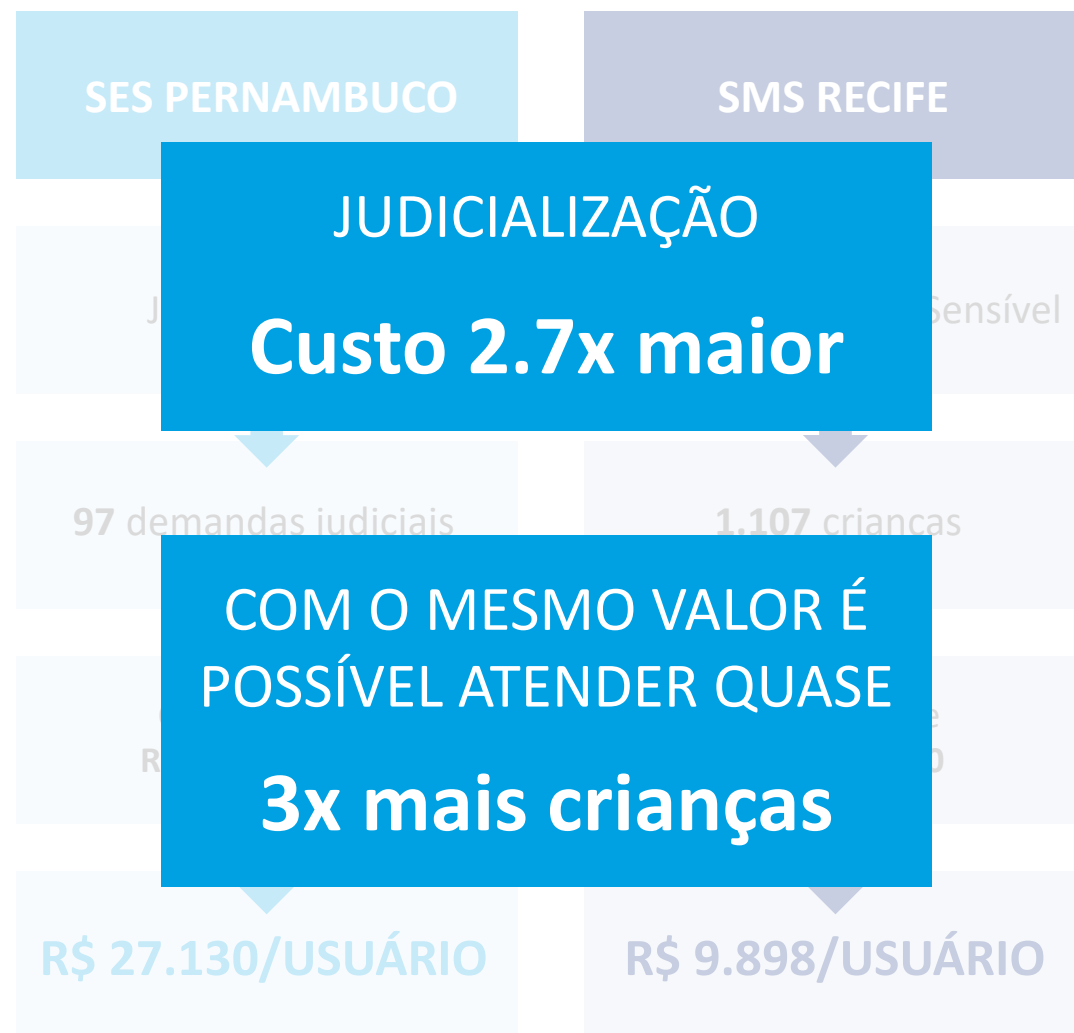 SES PERNAMBUCO
SMS RECIFE
JUDICIALIZAÇÃO
Custo 2.7x maior
Sensível
97 demandas judiciais
1.107 crianças
COM O MESMO VALOR É
POSSÍVEL ATENDER QUASE
3x mais crianças
R$ 27.130/USUÁRIO
R$ 9.898/USUÁRIO